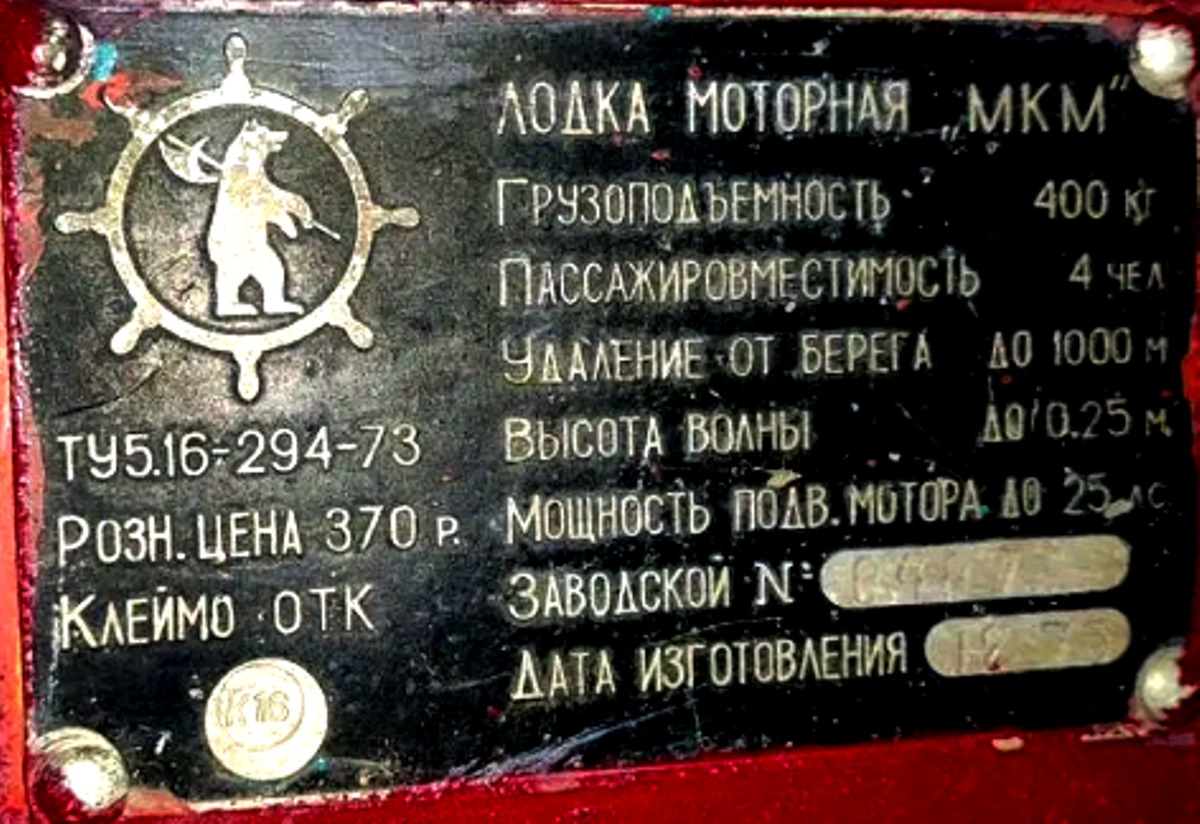 ЛОДКА МОТОРНАЯ „МКМ”
ГРУЗОПОДЪЕМНОСТЬ 400 кг
ПАССАЖИРОВМЕСТИМОСТЬ 4 ЧЕЛ
УДАЛЕНИЕ ОТ БЕРЕГА ДО 1000 М
ВЫСОТА ВОЛНЫ ДО 0.25 М.
МОЩНОСТЬ ПОДВ. МОТОРА ДО 25 ЛС
ЗАВОДСКОЙ N:
ДАТА ИЗГОТОВЛЕНИЯ
ТУ5.16-294-73
РОЗН. ЦЕНА 370 р.
КЛЕЙМО ОТК
К16